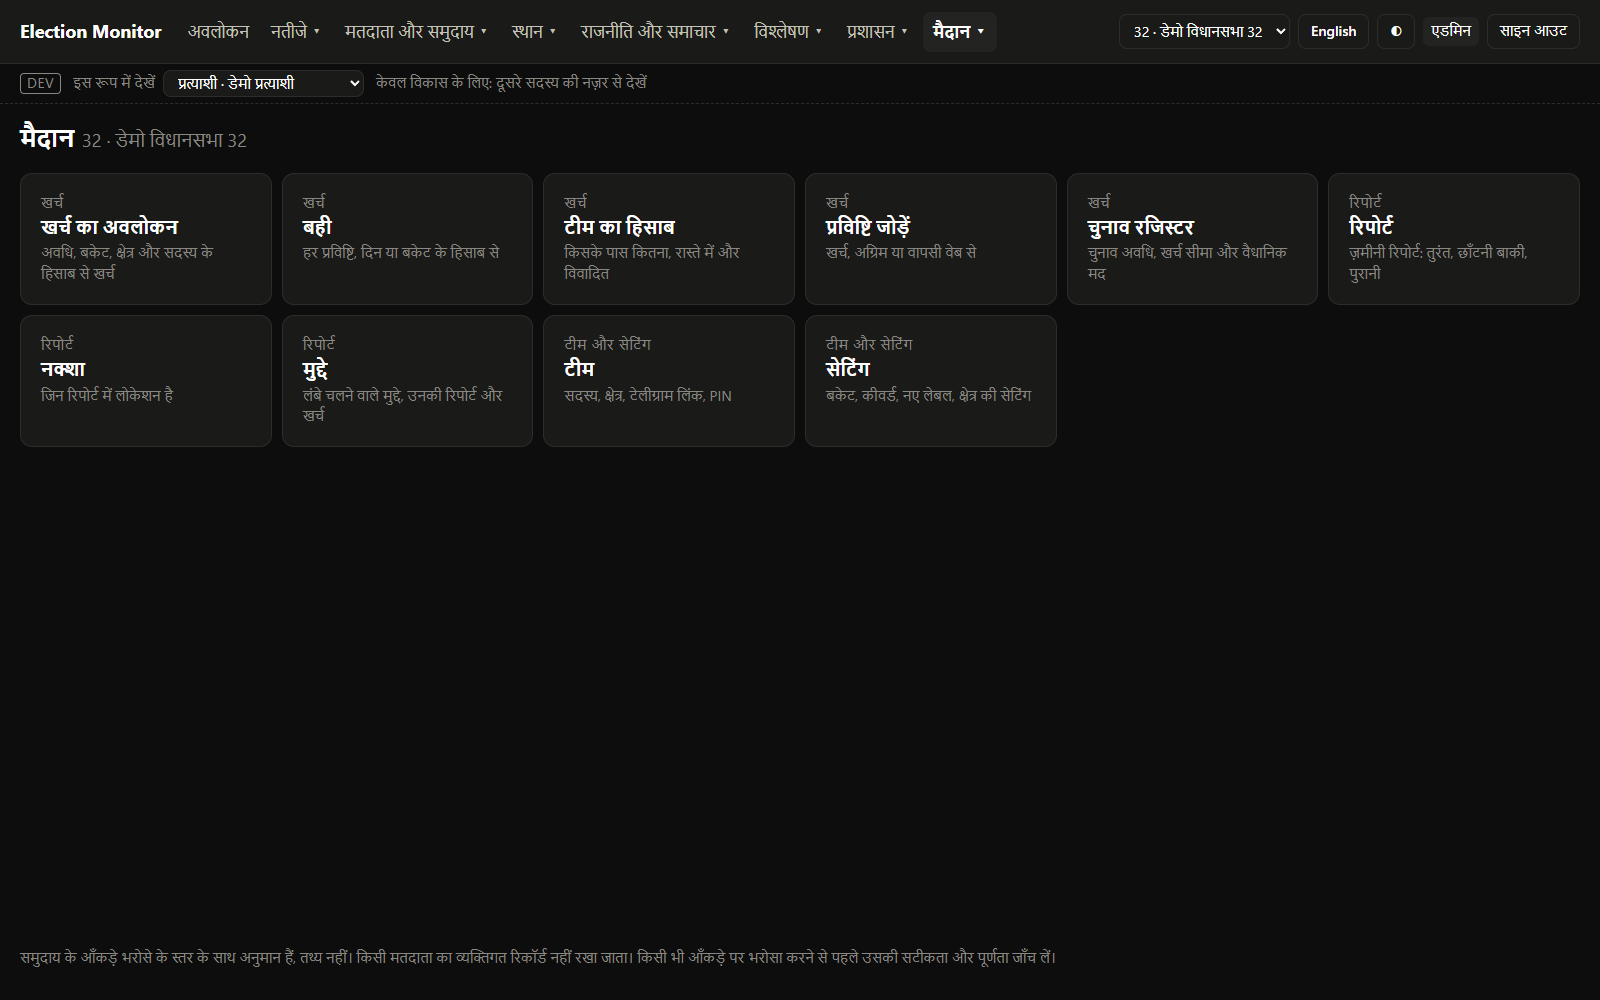 Election Monitor अवलोकन नतीजे ▾ मतदाता और समुदाय ▾ स्थान ▾ राजनीति और समाचार ▾ विश्लेषण ▾ प्रशासन ▾ मैदान ▾ 32 · डेमो विधानसभा 32 English एडमिन साइन आउट
DEV इस रूप में देखें प्रत्याशी · डेमो प्रत्याशी केवल विकास के लिए: दूसरे सदस्य की नज़र से देखें
मैदान 32 · डेमो विधानसभा 32
खर्च
खर्च का अवलोकन
अवधि, बकेट, क्षेत्र और सदस्य के
हिसाब से खर्च
खर्च
बही
हर प्रविष्टि, दिन या बकेट के हिसाब से
खर्च
टीम का हिसाब
किसके पास कितना, रास्ते में और
विवादित
खर्च
प्रविष्टि जोड़ें
खर्च, अग्रिम या वापसी वेब से
खर्च
चुनाव रजिस्टर
चुनाव अवधि, खर्च सीमा और वैधानिक
मद
रिपोर्ट
रिपोर्ट
ज़मीनी रिपोर्ट: तुरंत, छाँटनी बाकी,
पुरानी
रिपोर्ट
नक्शा
जिन रिपोर्ट में लोकेशन है
रिपोर्ट
मुद्दे
लंबे चलने वाले मुद्दे, उनकी रिपोर्ट और
खर्च
टीम और सेटिंग
टीम
सदस्य, क्षेत्र, टेलीग्राम लिंक, PIN
टीम और सेटिंग
सेटिंग
बकेट, कीवर्ड, नए लेबल, क्षेत्र की सेटिंग
समुदाय के आँकड़े भरोसे के स्तर के साथ अनुमान हैं, तथ्य नहीं। किसी मतदाता का व्यक्तिगत रिकॉर्ड नहीं रखा जाता। किसी भी आँकड़े पर भरोसा करने से पहले उसकी सटीकता और पूर्णता जाँच लें।